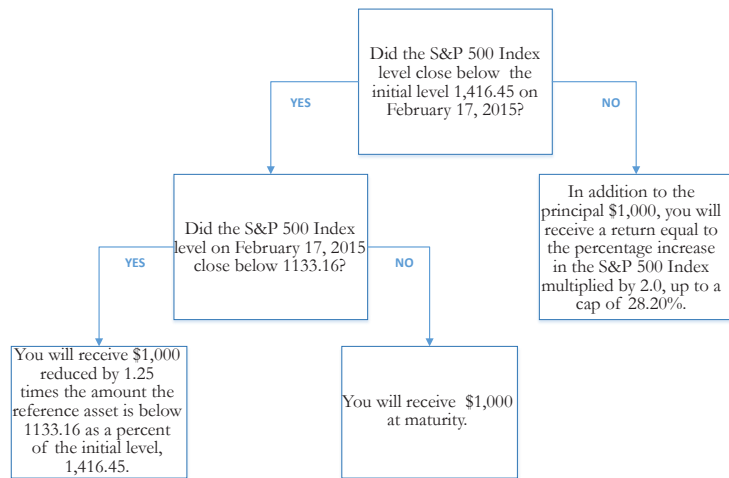 Did the S&P 500 Index
level close below the
initial level 1,416.45 on
February 17, 2015?
YES
NO
Did the S&P 500 Index
level on February 17, 2015
close below 1133.16?
In addition to the
principal $1,000, you will
receive a return equal to
the percentage increase
in the S&P 500 Index
multiplied by 2.0, up to a
cap of 28.20%.
YES
NO
You will receive $1,000
reduced by 1.25
times the amount the
reference asset is below
1133.16 as a percent
of the initial level,
1,416.45.
You will receive $1,000
at maturity.